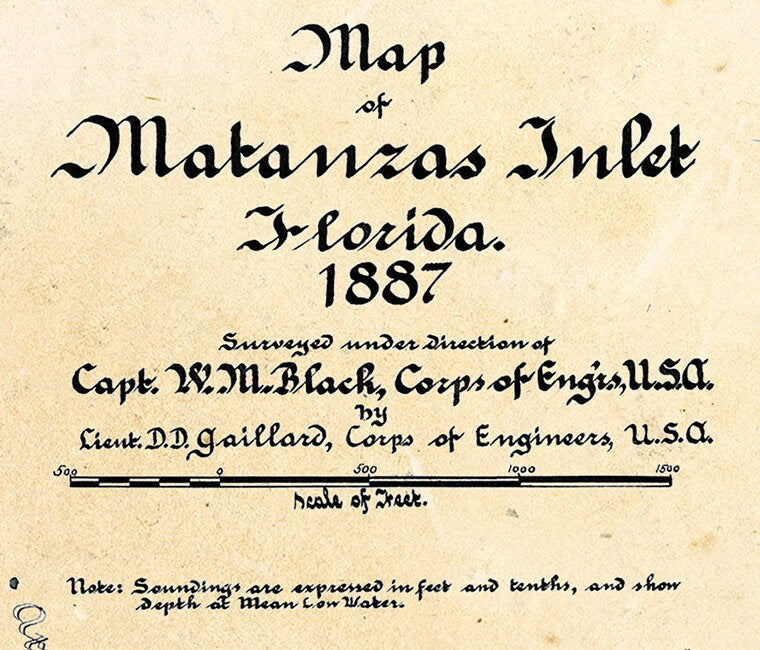 Map
of
Matanzas Inlet
Florida.
1887
Surveyed under direction of
Capt. W. M. Black, Corps of Eng'rs, U.S.A.
by
Lieut. D.D. Gaillard, Corps of Engineers, U.S.A.
500 0 500 1000 1500
Scale of Feet.
Note: Soundings are expressed in feet and tenths, and show
depth at Mean Low Water.